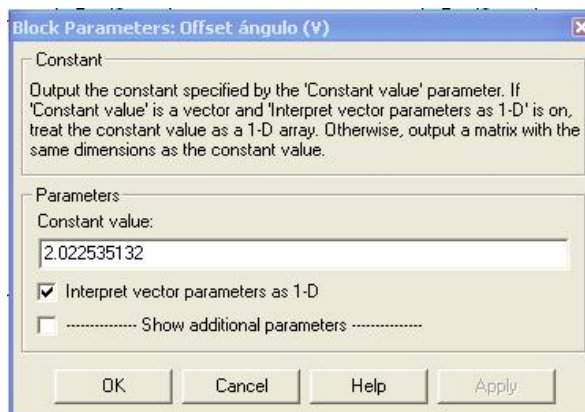 Block Parameters: Offset ángulo (V)
Constant
Output the constant specified by the 'Constant value' parameter. If
'Constant value' is a vector and 'Interpret vector parameters as 1-D' is on,
treat the constant value as a 1-D array. Otherwise, output a matrix with the
same dimensions as the constant value.
Parameters
Constant value:
2.022535132
Interpret vector parameters as 1-D
-------------- Show additional parameters --------------
OK Cancel Help Apply